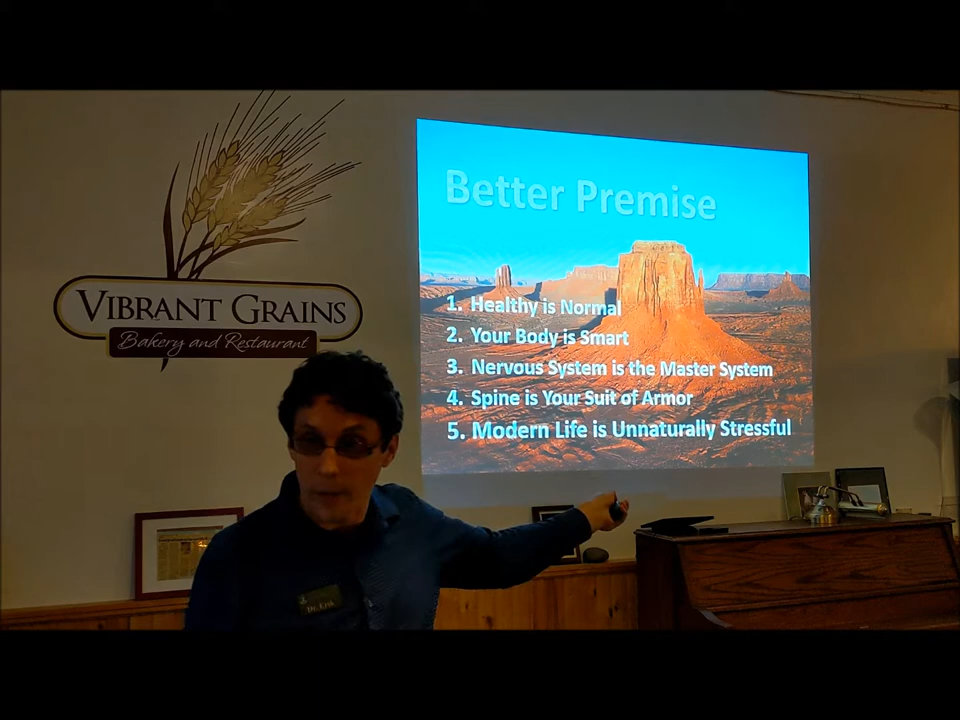 VIBRANT GRAINS
Bakery and Restaurant
Better Premise
1. Healthy is Normal
2. Your Body is Smart
3. Nervous System is the Master System
4. Spine is Your Suit of Armor
5. Modern Life is Unnaturally Stressful
Dr. Erik